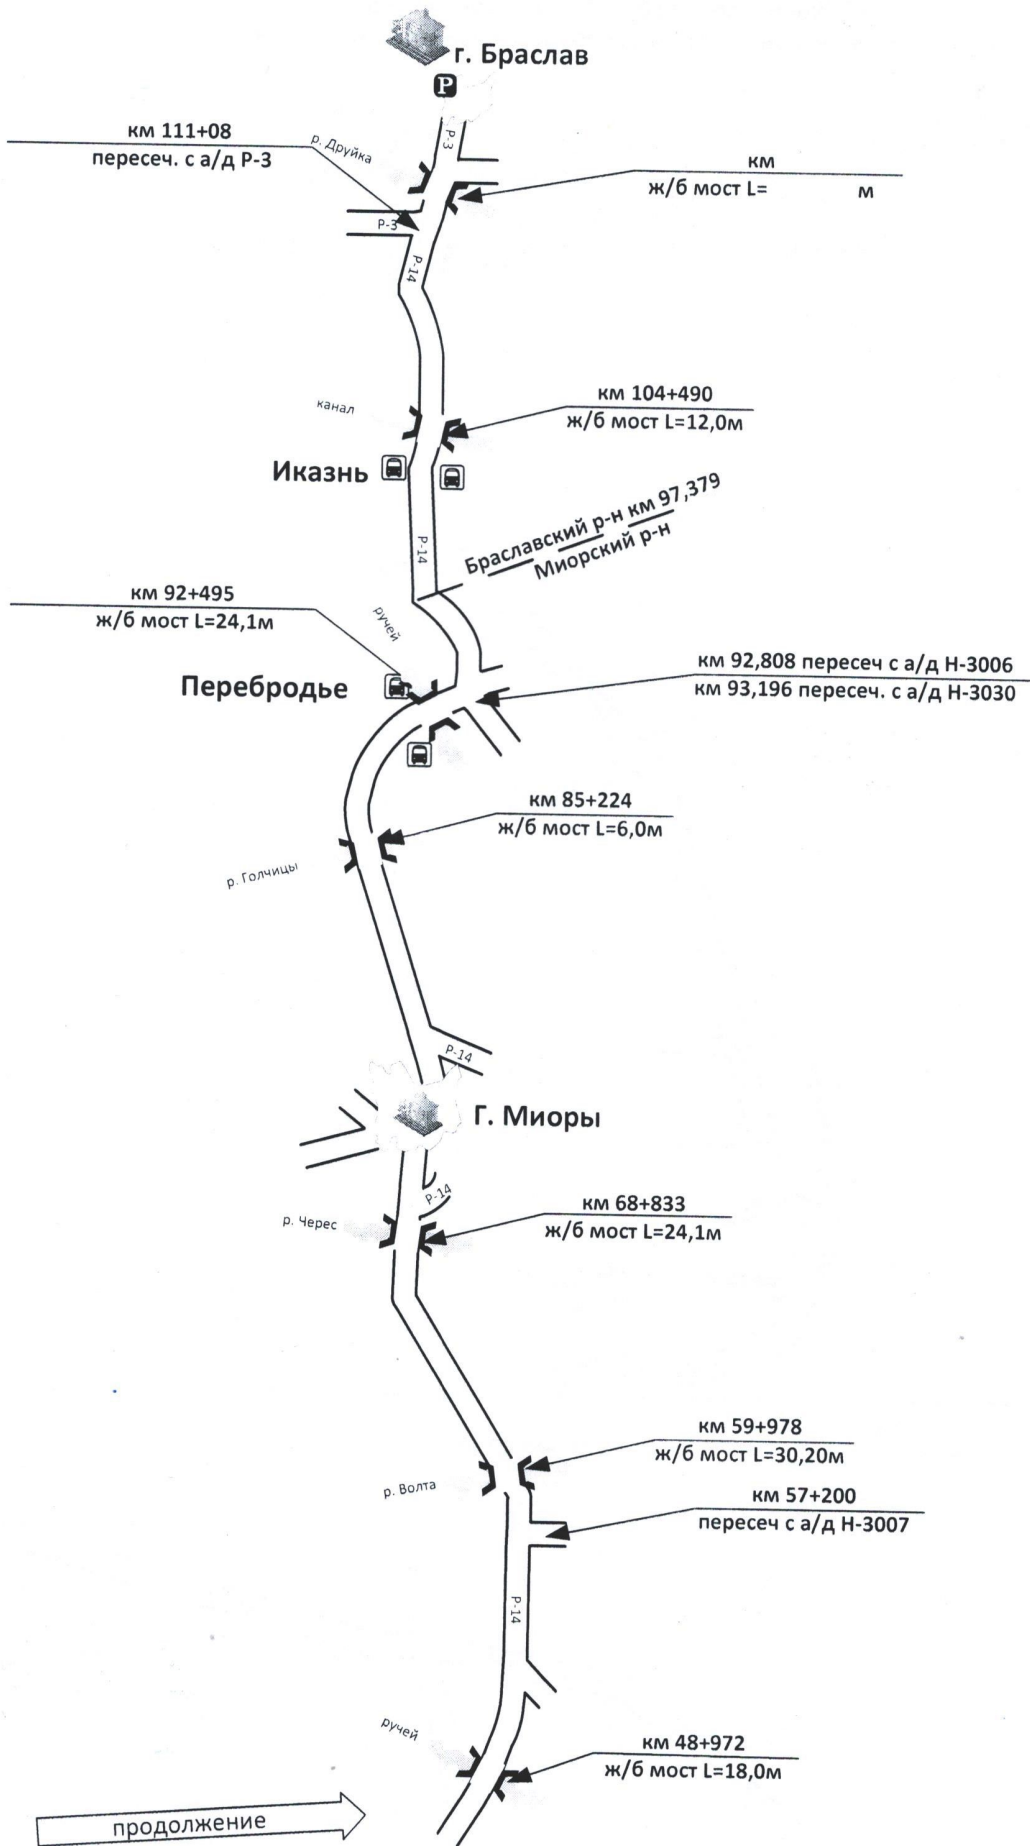 г. Браслав
P
Р-3
км 111+08
пересеч. с а/д Р-3
р. Друйка
км
ж/б мост L= м
Р-3
Р-14
канал
км 104+490
ж/б мост L=12,0м
Иказнь
Р-14
Браславский р-н км 97,379
Миорский р-н
км 92+495
ж/б мост L=24,1м
ручей
Перебродье
км 92,808 пересеч с а/д Н-3006
км 93,196 пересеч. с а/д Н-3030
км 85+224
ж/б мост L=6,0м
р. Голчицы
Р-14
Г. Миоры
Р-14
р. Черес
км 68+833
ж/б мост L=24,1м
км 59+978
ж/б мост L=30,20м
р. Волта
км 57+200
пересеч с а/д Н-3007
Р-14
ручей
км 48+972
ж/б мост L=18,0м
продолжение